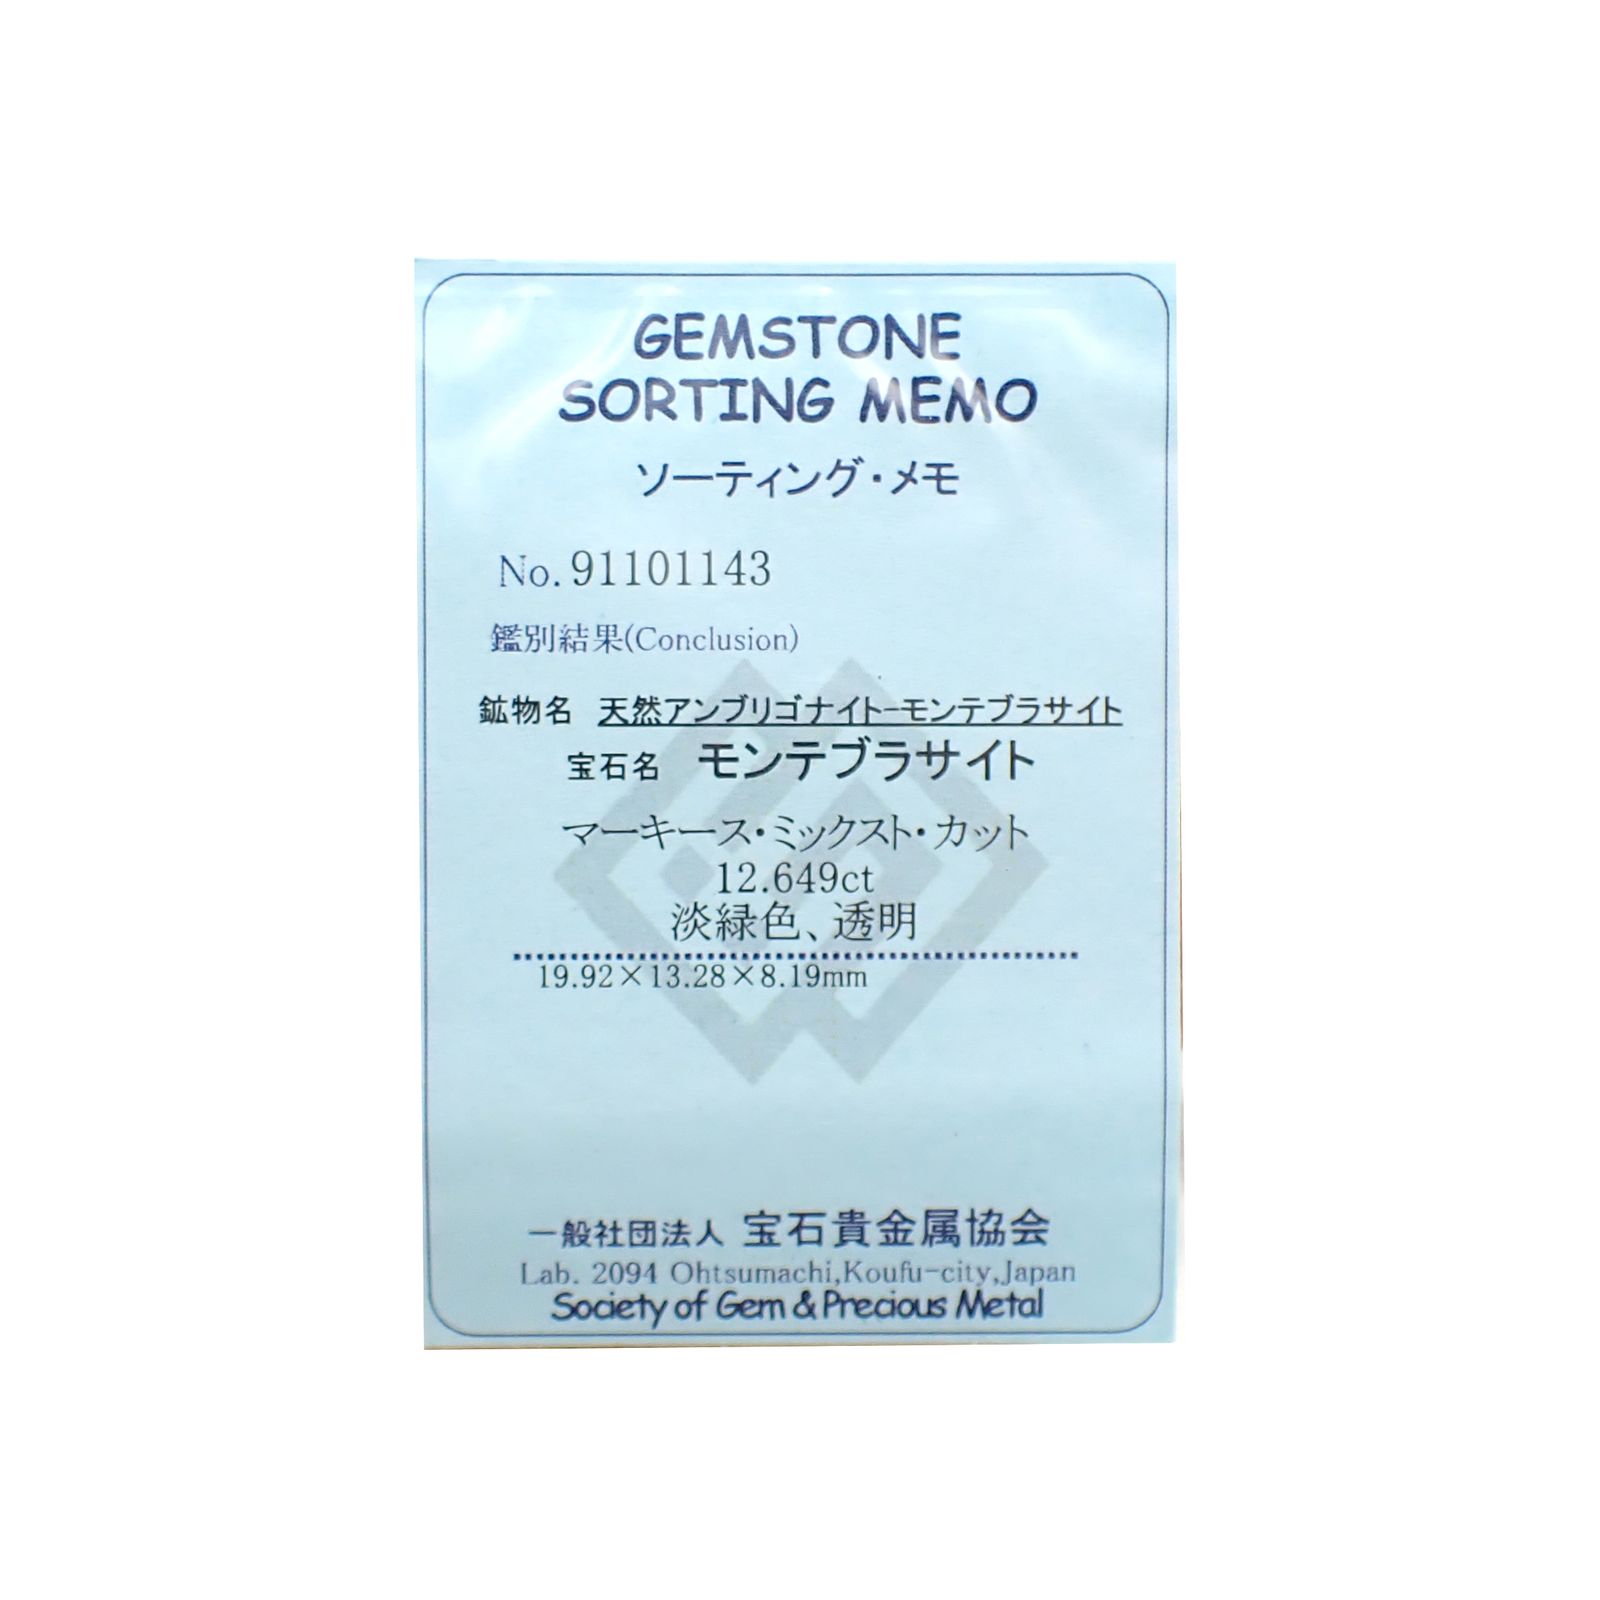 GEMSTONE
SORTING MEMO
ソーティング・メモ
No. 91101143
鑑別結果(Conclusion)
鉱物名 天然アンブリゴナイト-モンテブラサイト
宝石名 モンテブラサイト
マーキース・ミックスト・カット
12.649ct
淡緑色、透明
19.92×13.28×8.19mm
一般社団法人 宝石貴金属協会
Lab. 2094 Ohtsumachi,Koufu-city,Japan
Society of Gem & Precious Metal